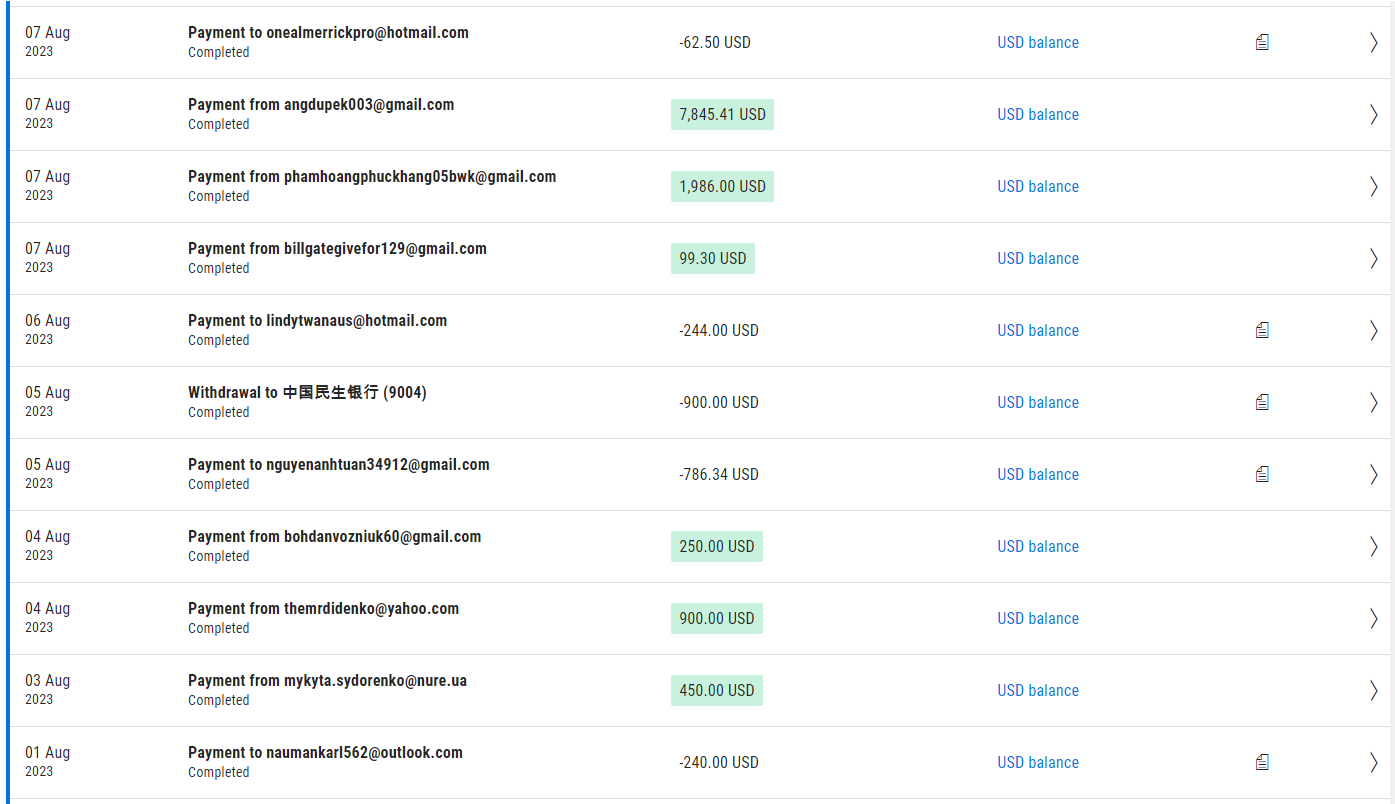 07 Aug
2023
Payment to onealmerrickpro@hotmail.com
Completed
-62.50 USD
USD balance
07 Aug
2023
Payment from angdupek003@gmail.com
Completed
7,845.41 USD
USD balance
07 Aug
2023
Payment from phamhoangphuckhang05bwk@gmail.com
Completed
1,986.00 USD
USD balance
07 Aug
2023
Payment from billgategivefor129@gmail.com
Completed
99.30 USD
USD balance
06 Aug
2023
Payment to lindytwanaus@hotmail.com
Completed
-244.00 USD
USD balance
05 Aug
2023
Withdrawal to 中国民生银行 (9004)
Completed
-900.00 USD
USD balance
05 Aug
2023
Payment to nguyenanhtuan34912@gmail.com
Completed
-786.34 USD
USD balance
04 Aug
2023
Payment from bohdanvozniuk60@gmail.com
Completed
250.00 USD
USD balance
04 Aug
2023
Payment from themrdidenko@yahoo.com
Completed
900.00 USD
USD balance
03 Aug
2023
Payment from mykyta.sydorenko@nure.ua
Completed
450.00 USD
USD balance
01 Aug
2023
Payment to naumankarl562@outlook.com
Completed
-240.00 USD
USD balance